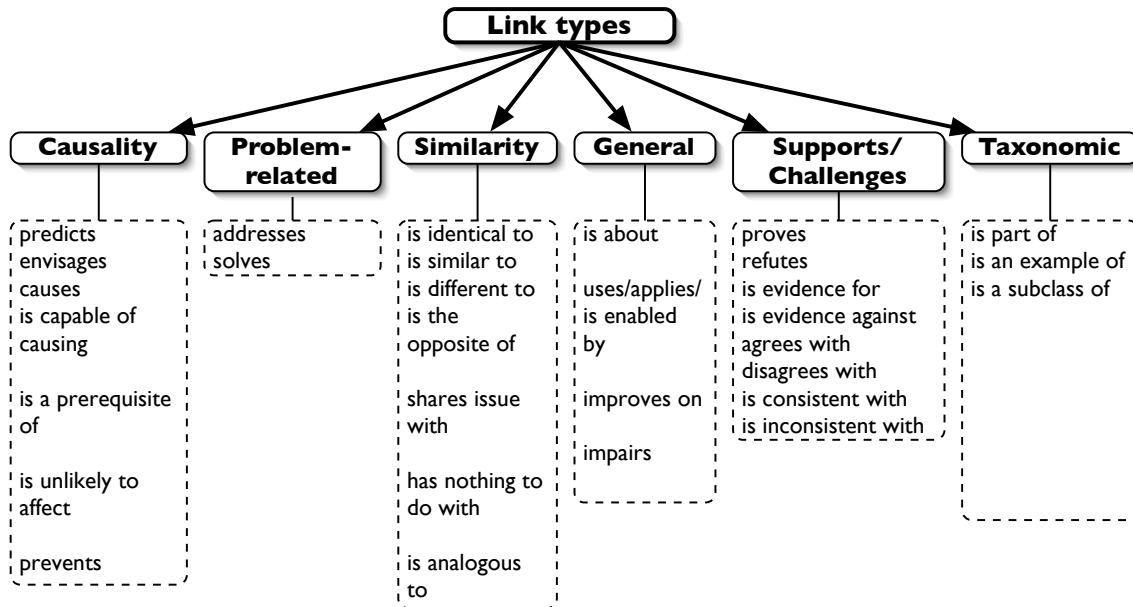 Link types
Causality
predicts
envisages
causes
is capable of
causing
is a prerequisite
of
is unlikely to
affect
prevents
Problem-
related
addresses
solves
Similarity
is identical to
is similar to
is different to
is the
opposite of
shares issue
with
has nothing to
do with
is analogous
to
General
is about
uses/applies/
is enabled
by
improves on
impairs
Supports/
Challenges
proves
refutes
is evidence for
is evidence against
agrees with
disagrees with
is consistent with
is inconsistent with
Taxonomic
is part of
is an example of
is a subclass of